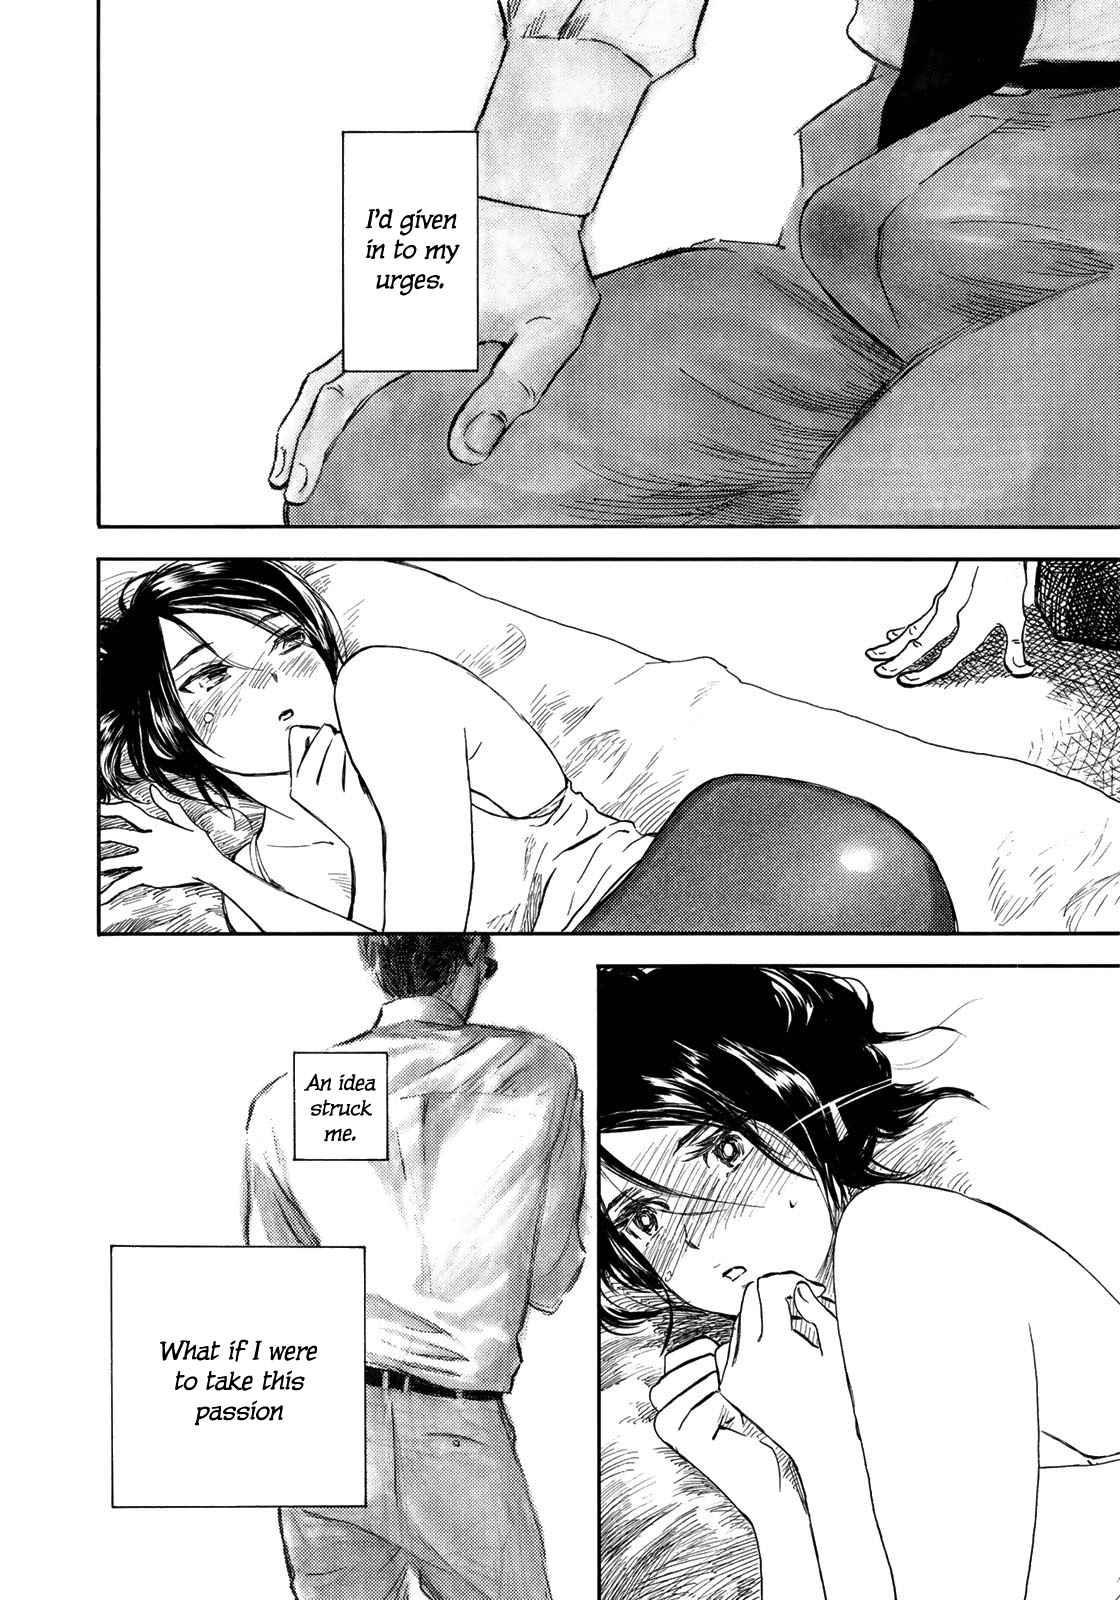 I'd given
in to my
urges.
An idea
struck
me.
What if I were
to take this
passion